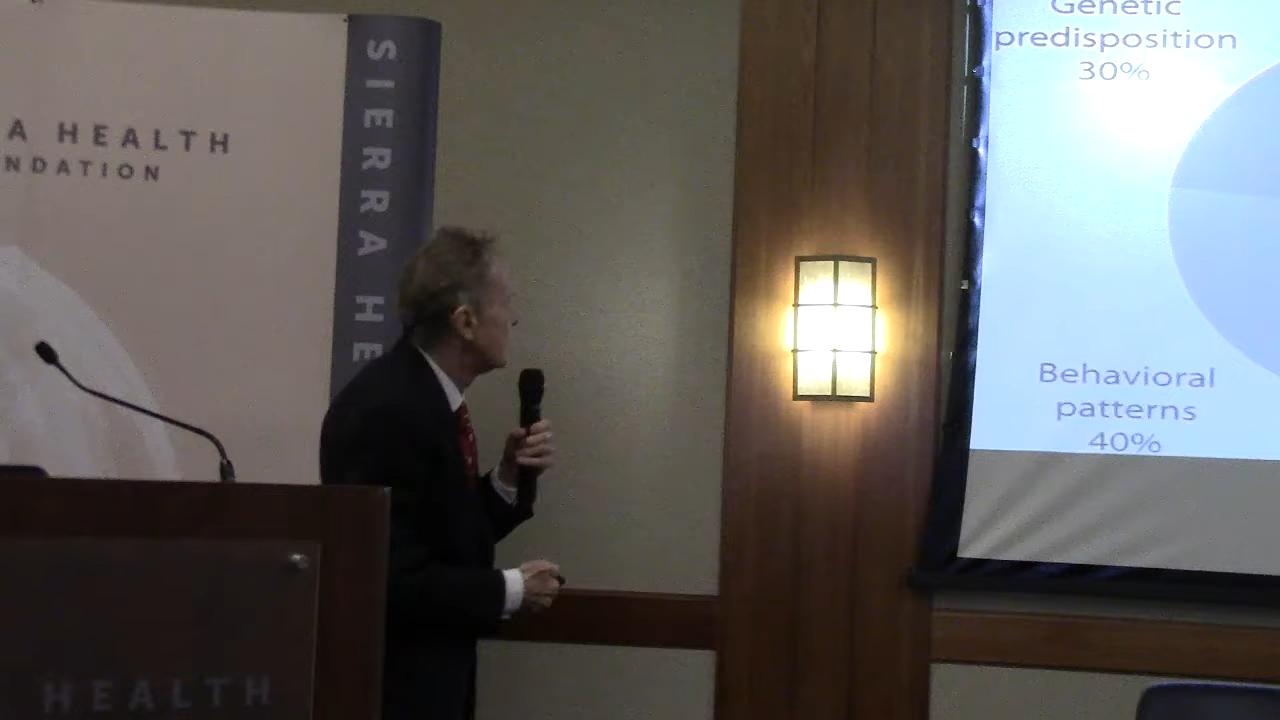 A HEALTH
NDATION
SIERRA HE
Genetic
predisposition
30%
Behavioral
patterns
40%
HEALTH